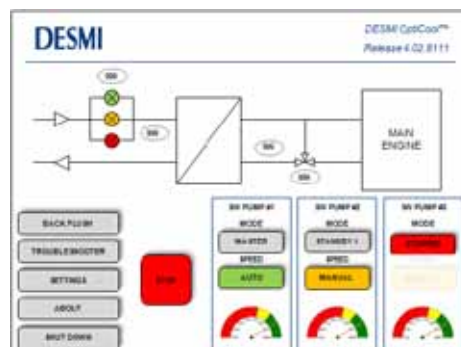 DESMI
DESMI OptiCool
Release 4.02.8111
MAIN
ENGINE
BACK FLUSH
TROUBLESHOOTER
SETTINGS
ABOUT
SHUT DOWN
STOP
SW PUMP #1
MODE
MASTER
SPEED
AUTO
SW PUMP #2
MODE
STANDBY 1
SPEED
MANUAL
SW PUMP #3
MODE
STOPPED